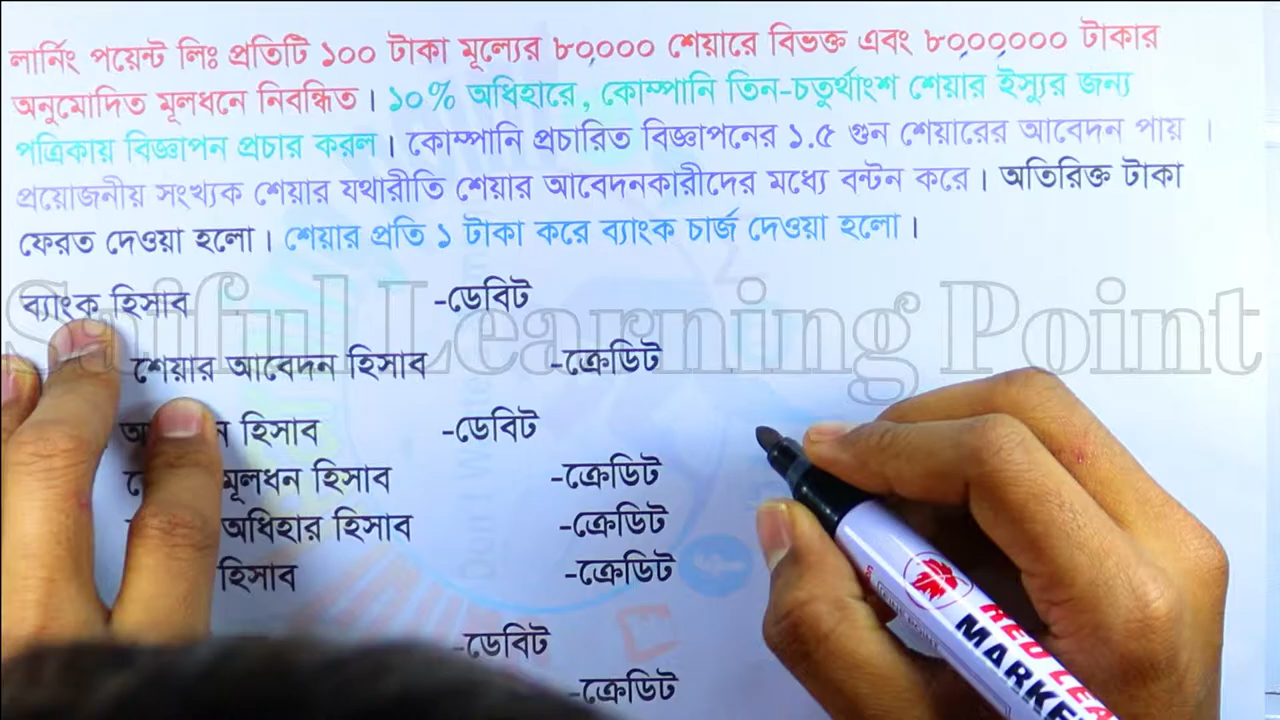 লার্নিং পয়েন্ট লিঃ প্রতিটি ১০০ টাকা মূল্যের ৮০,০০০ শেয়ারে বিভক্ত এবং ৮০,০০,০০০ টাকার
অনুমোদিত মূলধনে নিবন্ধিত। ১০% অধিহারে, কোম্পানি তিন-চতুর্থাংশ শেয়ার ইস্যুর জন্য
পত্রিকায় বিজ্ঞাপন প্রচার করল। কোম্পানি প্রচারিত বিজ্ঞাপনের ১.৫ গুন শেয়ারের আবেদন পায় ।
প্রয়োজনীয় সংখ্যক শেয়ার যথারীতি শেয়ার আবেদনকারীদের মধ্যে বন্টন করে। অতিরিক্ত টাকা
ফেরত দেওয়া হলো। শেয়ার প্রতি ১ টাকা করে ব্যাংক চার্জ দেওয়া হলো।
ব্যাংক হিসাব -ডেবিট
Saiful Learning Point
শেয়ার আবেদন হিসাব -ক্রেডিট
হিসাব -ডেবিট
মূলধন হিসাব -ক্রেডিট
অধিহার হিসাব -ক্রেডিট
হিসাব -ক্রেডিট
-ডেবিট
-ক্রেডিট
RED LEA
MARKE